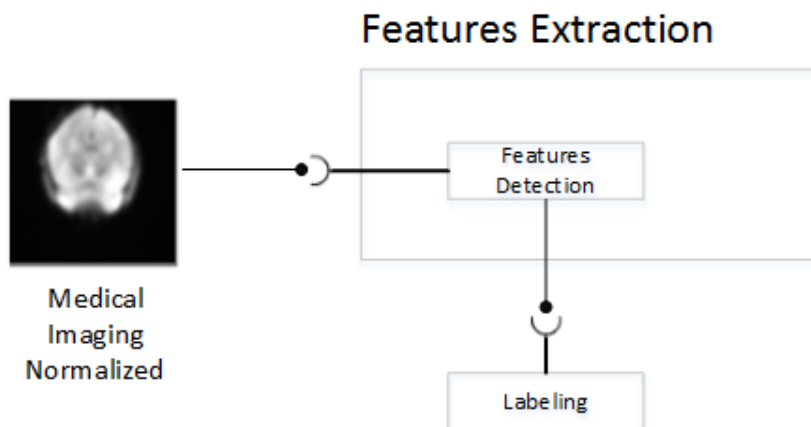 Features Extraction
Features
Detection
Medical
Imaging
Normalized
Labeling